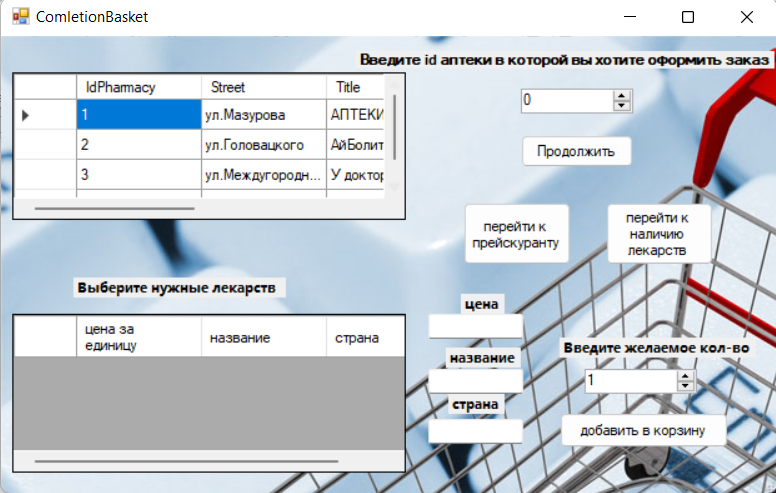 ComletionBasket
Введите id аптеки в которой вы хотите оформить заказ
IdPharmacy Street Title
1 ул.Мазурова АПТЕКИ
2 ул.Головацкого АйБолит
3 ул.Междугородн... У доктор
0
Продолжить
перейти к
прейскуранту
перейти к
наличию
лекарств
Выберите нужные лекарств
цена за
единицу
название
страна
цена
название
страна
Введите желаемое кол-во
1
добавить в корзину